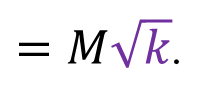 = M√k.